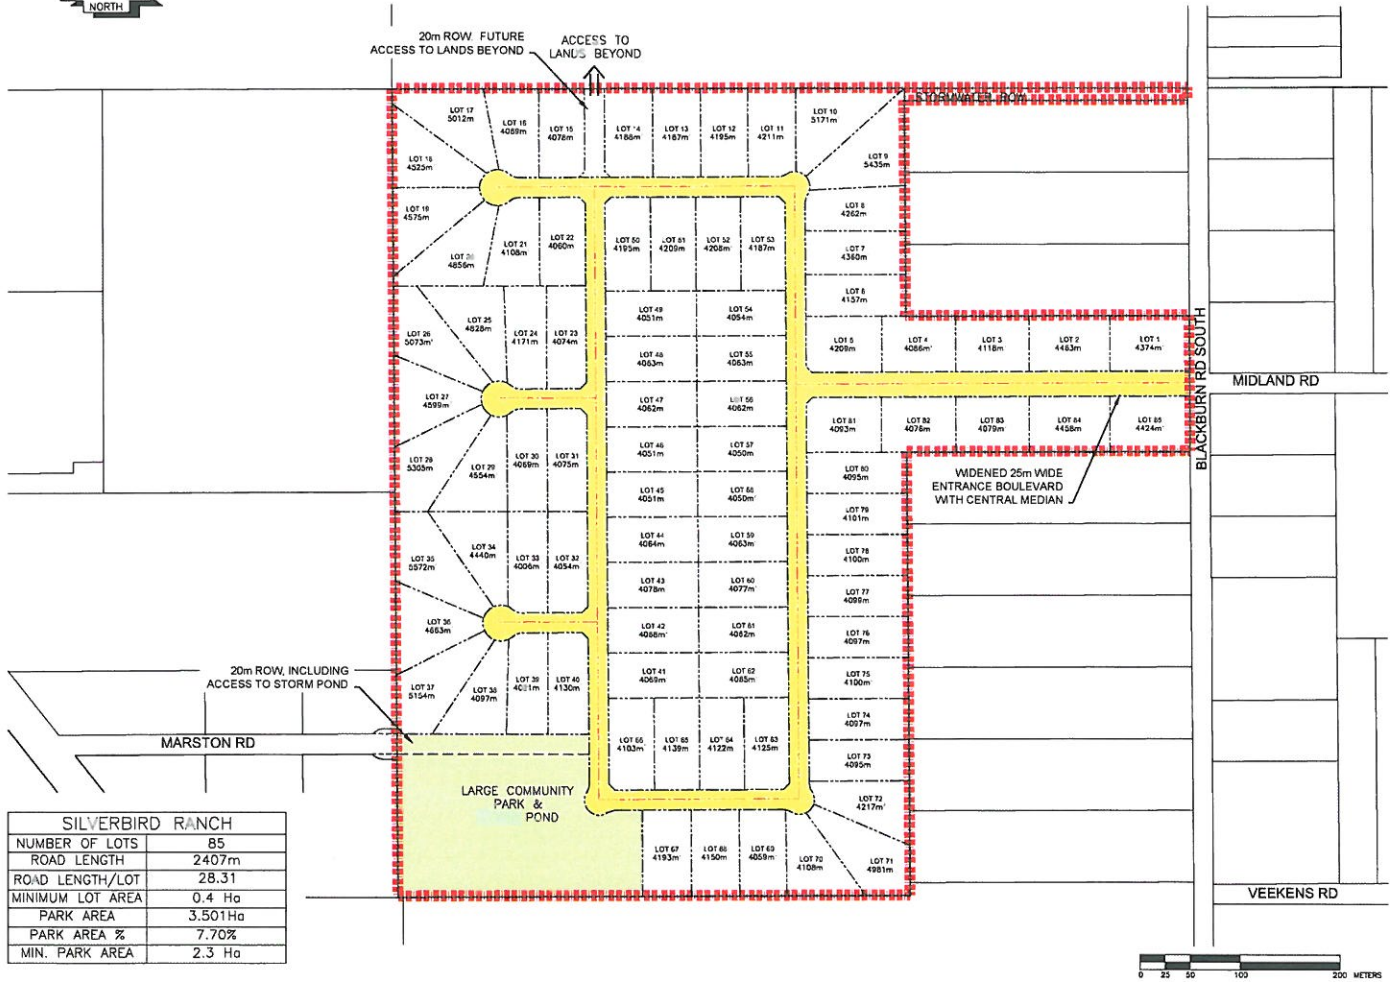 NORTH
20m ROW. FUTURE
ACCESS TO LANDS BEYOND
ACCESS TO
LANDS BEYOND
STORMWATER ROW
LOT 17
5012m
LOT 16
4089m
LOT 15
4078m
LOT 14
4186m
LOT 13
4187m
LOT 12
4195m
LOT 11
4211m
LOT 10
5171m
LOT 9
5435m
LOT 18
4525m
LOT 19
4575m
LOT 20
4856m
LOT 21
4108m
LOT 22
4060m
LOT 50
4195m
LOT 51
4209m
LOT 52
4208m
LOT 53
4187m
LOT 8
4262m
LOT 7
4360m
LOT 6
4157m
LOT 26
5073m
LOT 25
4828m
LOT 24
4171m
LOT 23
4074m
LOT 49
4051m
LOT 54
4054m
LOT 5
4209m
LOT 4
4086m
LOT 3
4118m
LOT 2
4463m
LOT 1
4374m
LOT 48
4063m
LOT 55
4063m
LOT 27
4599m
LOT 47
4062m
LOT 56
4062m
BLACKBURN RD SOUTH
MIDLAND RD
LOT 81
4093m
LOT 82
4076m
LOT 83
4079m
LOT 84
4458m
LOT 85
4424m
LOT 28
5305m
LOT 29
4554m
LOT 30
4069m
LOT 31
4075m
LOT 46
4051m
LOT 57
4050m
LOT 80
4095m
WIDENED 25m WIDE
ENTRANCE BOULEVARD
WITH CENTRAL MEDIAN
LOT 45
4051m
LOT 58
4050m
LOT 79
4101m
LOT 35
5572m
LOT 34
4440m
LOT 33
4006m
LOT 32
4054m
LOT 44
4064m
LOT 59
4063m
LOT 78
4100m
LOT 43
4078m
LOT 60
4077m
LOT 77
4099m
LOT 36
4663m
LOT 42
4088m
LOT 61
4082m
LOT 76
4097m
20m ROW, INCLUDING
ACCESS TO STORM POND
LOT 37
5154m
LOT 38
4097m
LOT 39
4021m
LOT 40
4130m
LOT 41
4069m
LOT 62
4085m
LOT 75
4100m
LOT 74
4097m
MARSTON RD
LOT 66
4103m
LOT 65
4139m
LOT 64
4122m
LOT 63
4125m
LOT 73
4095m
LARGE COMMUNITY
PARK &
POND
LOT 72
4217m
LOT 67
4193m
LOT 68
4150m
LOT 69
4059m
LOT 70
4108m
LOT 71
4981m
VEEKENS RD
SILVERBIRD RANCH
NUMBER OF LOTS 85
ROAD LENGTH 2407m
ROAD LENGTH/LOT 28.31
MINIMUM LOT AREA 0.4 Ha
PARK AREA 3.501Ha
PARK AREA % 7.70%
MIN. PARK AREA 2.3 Ha
0 25 50 100 200 METERS